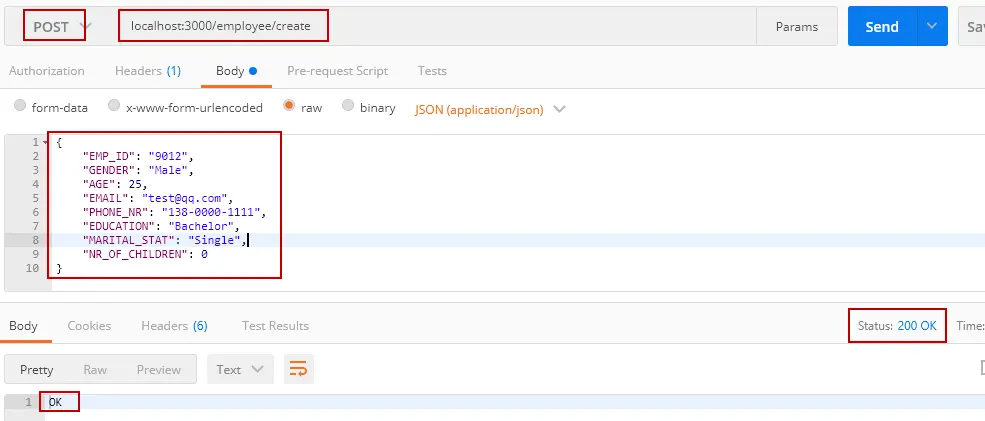 POST localhost:3000/employee/create Params Send
Authorization Headers (1) Body Pre-request Script Tests
form-data x-www-form-urlencoded raw binary JSON (application/json)
1 {
2 "EMP_ID": "9012",
3 "GENDER": "Male",
4 "AGE": 25,
5 "EMAIL": "test@qq.com",
6 "PHONE_NR": "138-0000-1111",
7 "EDUCATION": "Bachelor",
8 "MARITAL_STAT": "Single",
9 "NR_OF_CHILDREN": 0
10 }
Body Cookies Headers (6) Test Results Status: 200 OK Time:
Pretty Raw Preview Text
1 OK